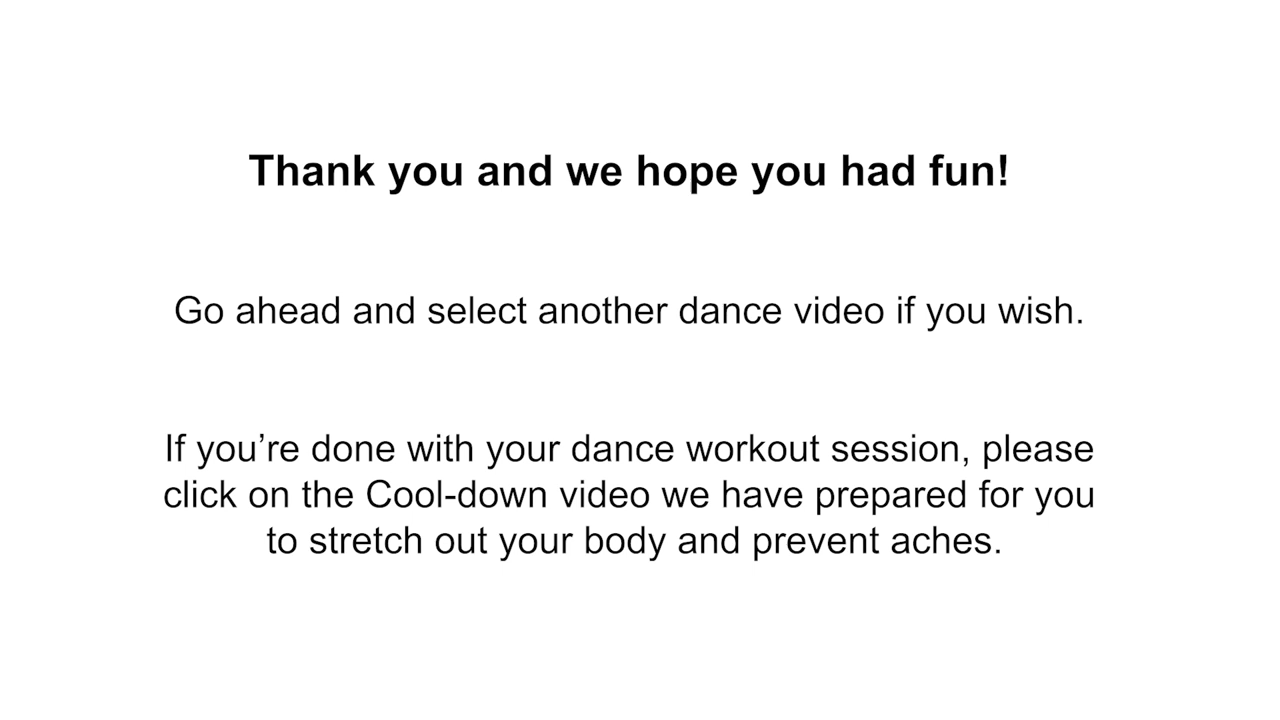 Thank you and we hope you had fun!
Go ahead and select another dance video if you wish.
If you’re done with your dance workout session, please
click on the Cool-down video we have prepared for you
to stretch out your body and prevent aches.